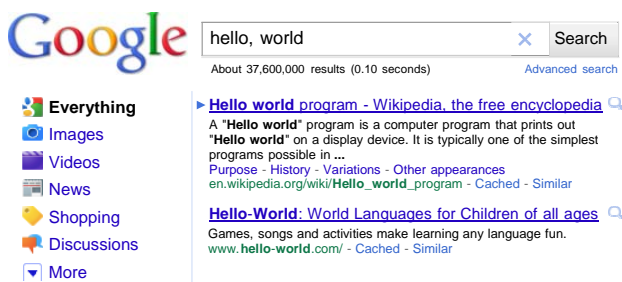 Google
hello, world
Search
About 37,600,000 results (0.10 seconds)
Advanced search
Everything
Images
Videos
News
Shopping
Discussions
More
Hello world program - Wikipedia, the free encyclopedia
A "Hello world" program is a computer program that prints out
"Hello world" on a display device. It is typically one of the simplest
programs possible in ...
Purpose - History - Variations - Other appearances
en.wikipedia.org/wiki/Hello_world_program - Cached - Similar
Hello-World: World Languages for Children of all ages
Games, songs and activities make learning any language fun.
www.hello-world.com/ - Cached - Similar